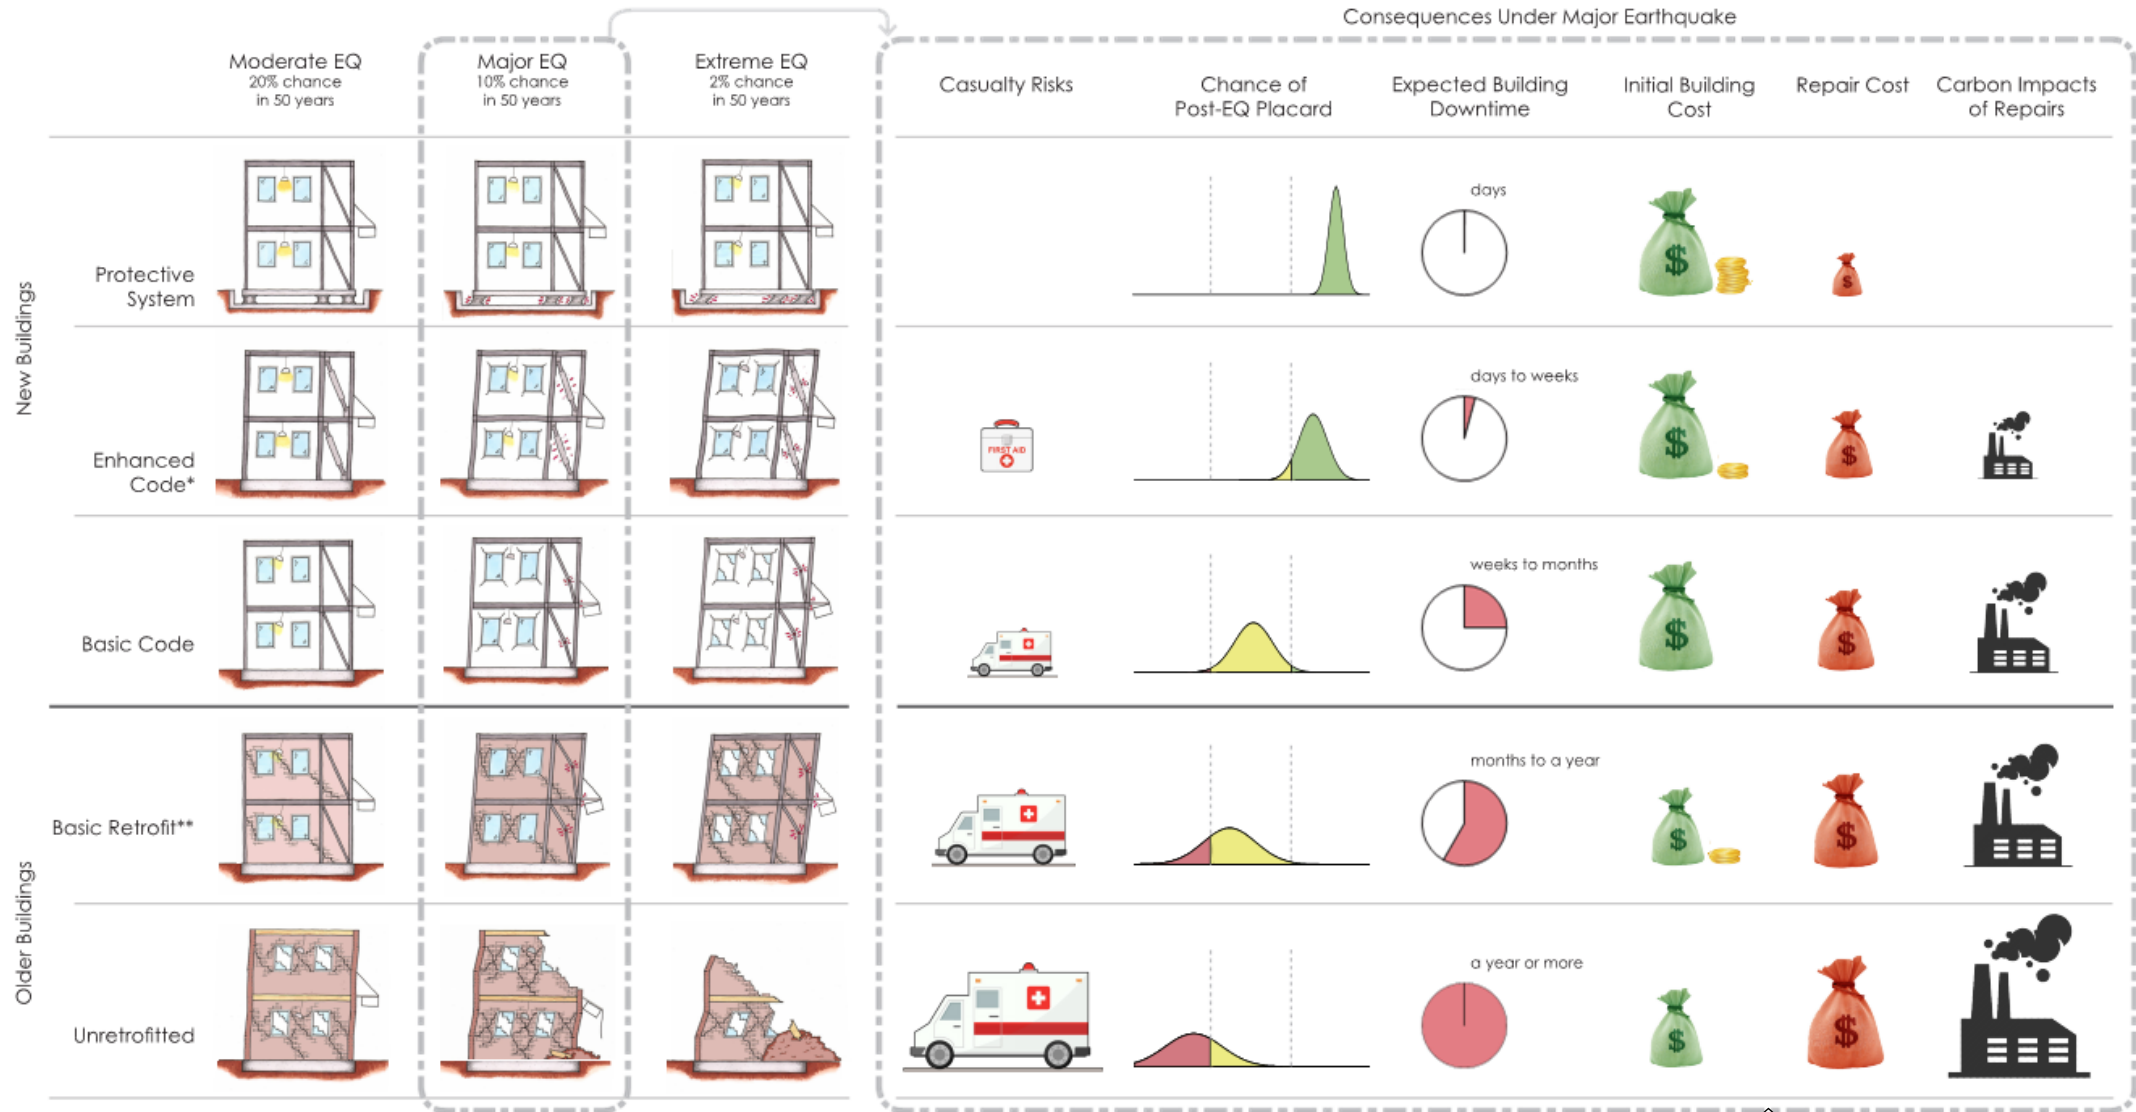 Consequences Under Major Earthquake
Moderate EQ
20% chance
in 50 years
Major EQ
10% chance
in 50 years
Extreme EQ
2% chance
in 50 years
Casualty Risks
Chance of
Post-EQ Placard
Expected Building
Downtime
Initial Building
Cost
Repair Cost
Carbon Impacts
of Repairs
New Buildings
Protective
System
days
$
$
Enhanced
Code*
FIRST AID
days to weeks
$
$
Basic Code
weeks to months
$
$
Older Buildings
Basic Retrofit**
months to a year
$
$
Unretrofitted
a year or more
$
$